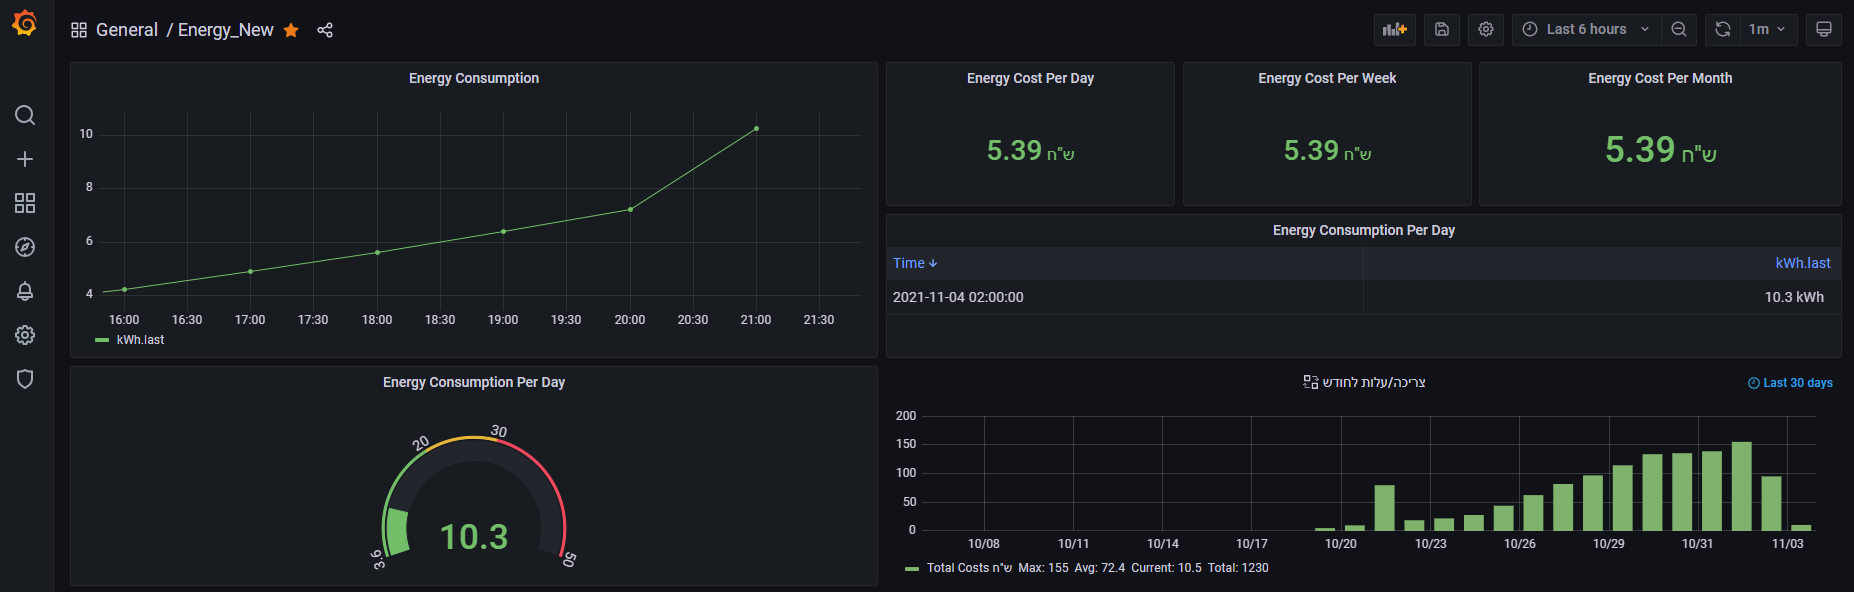 General / Energy_New
Last 6 hours
1m
Energy Consumption
10
8
6
4
16:00 16:30 17:00 17:30 18:00 18:30 19:00 19:30 20:00 20:30 21:00 21:30
kWh.last
Energy Cost Per Day
5.39 ש"ח
Energy Cost Per Week
5.39 ש"ח
Energy Cost Per Month
5.39 ש"ח
Energy Consumption Per Day
Time kWh.last
2021-11-04 02:00:00 10.3 kWh
Energy Consumption Per Day
20
30
3.6
50
10.3
צריכה/עלות לחודש
Last 30 days
200
150
100
50
0
10/08 10/11 10/14 10/17 10/20 10/23 10/26 10/29 10/31 11/03
Total Costs ש"ח Max: 155 Avg: 72.4 Current: 10.5 Total: 1230